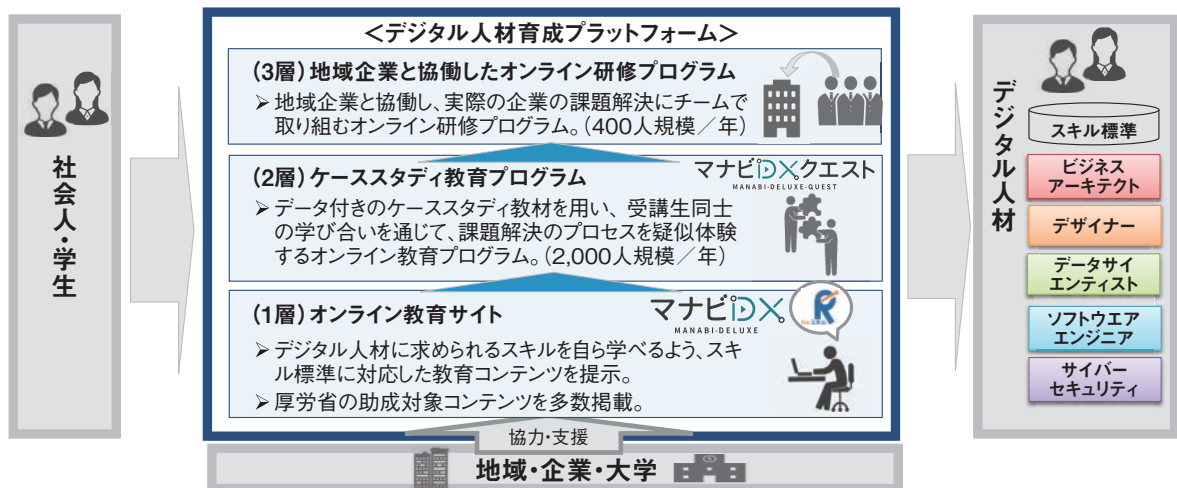 社会人・学生
＜デジタル人材育成プラットフォーム＞
(3層)地域企業と協働したオンライン研修プログラム
➢地域企業と協働し、実際の企業の課題解決にチームで
取り組むオンライン研修プログラム。(400人規模／年)
(2層)ケーススタディ教育プログラム
マナビDXクエスト
MANABI-DELUXE-QUEST
➢データ付きのケーススタディ教材を用い、受講生同士
の学び合いを通じて、課題解決のプロセスを疑似体験
するオンライン教育プログラム。(2,000人規模／年)
(1層)オンライン教育サイト
マナビDX
MANABI-DELUXE
➢デジタル人材に求められるスキルを自ら学べるよう、スキ
ル標準に対応した教育コンテンツを提示。
➢厚労省の助成対象コンテンツを多数掲載。
協力・支援
地域・企業・大学
デジタル人材
スキル標準
ビジネス
アーキテクト
デザイナー
データサイ
エンティスト
ソフトウエア
エンジニア
サイバー
セキュリティ